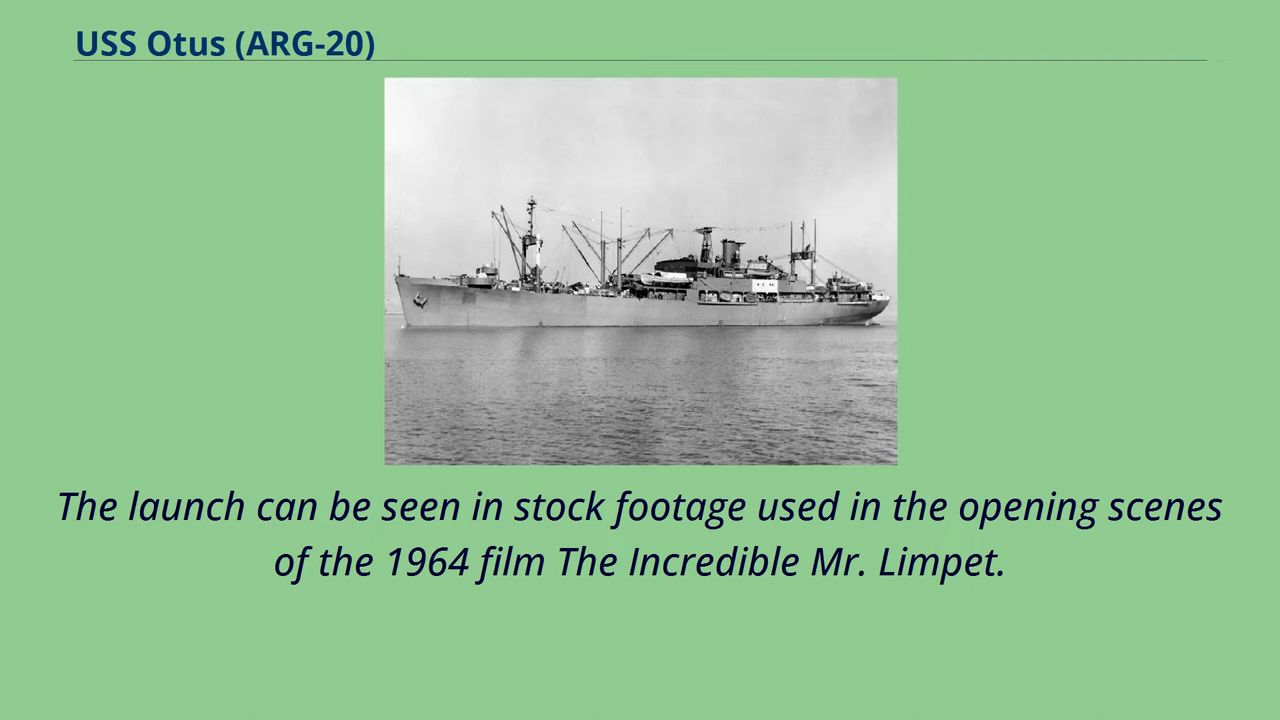 USS Otus (ARG-20)
The launch can be seen in stock footage used in the opening scenes
of the 1964 film The Incredible Mr. Limpet.